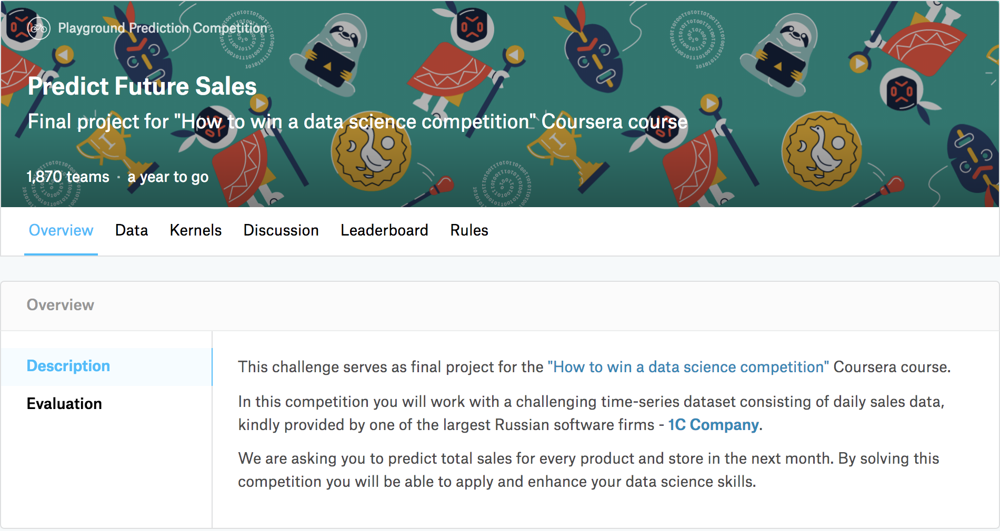 Playground Prediction Competition
Predict Future Sales
Final project for "How to win a data science competition" Coursera course
1,870 teams · a year to go
Overview Data Kernels Discussion Leaderboard Rules
Overview
Description
Evaluation
This challenge serves as final project for the "How to win a data science competition" Coursera course.
In this competition you will work with a challenging time-series dataset consisting of daily sales data,
kindly provided by one of the largest Russian software firms - 1C Company.
We are asking you to predict total sales for every product and store in the next month. By solving this
competition you will be able to apply and enhance your data science skills.